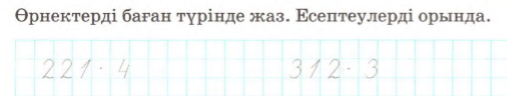 Өрнектерді баған түрінде жаз. Есептеулерді орында.
221 · 4 312 · 3